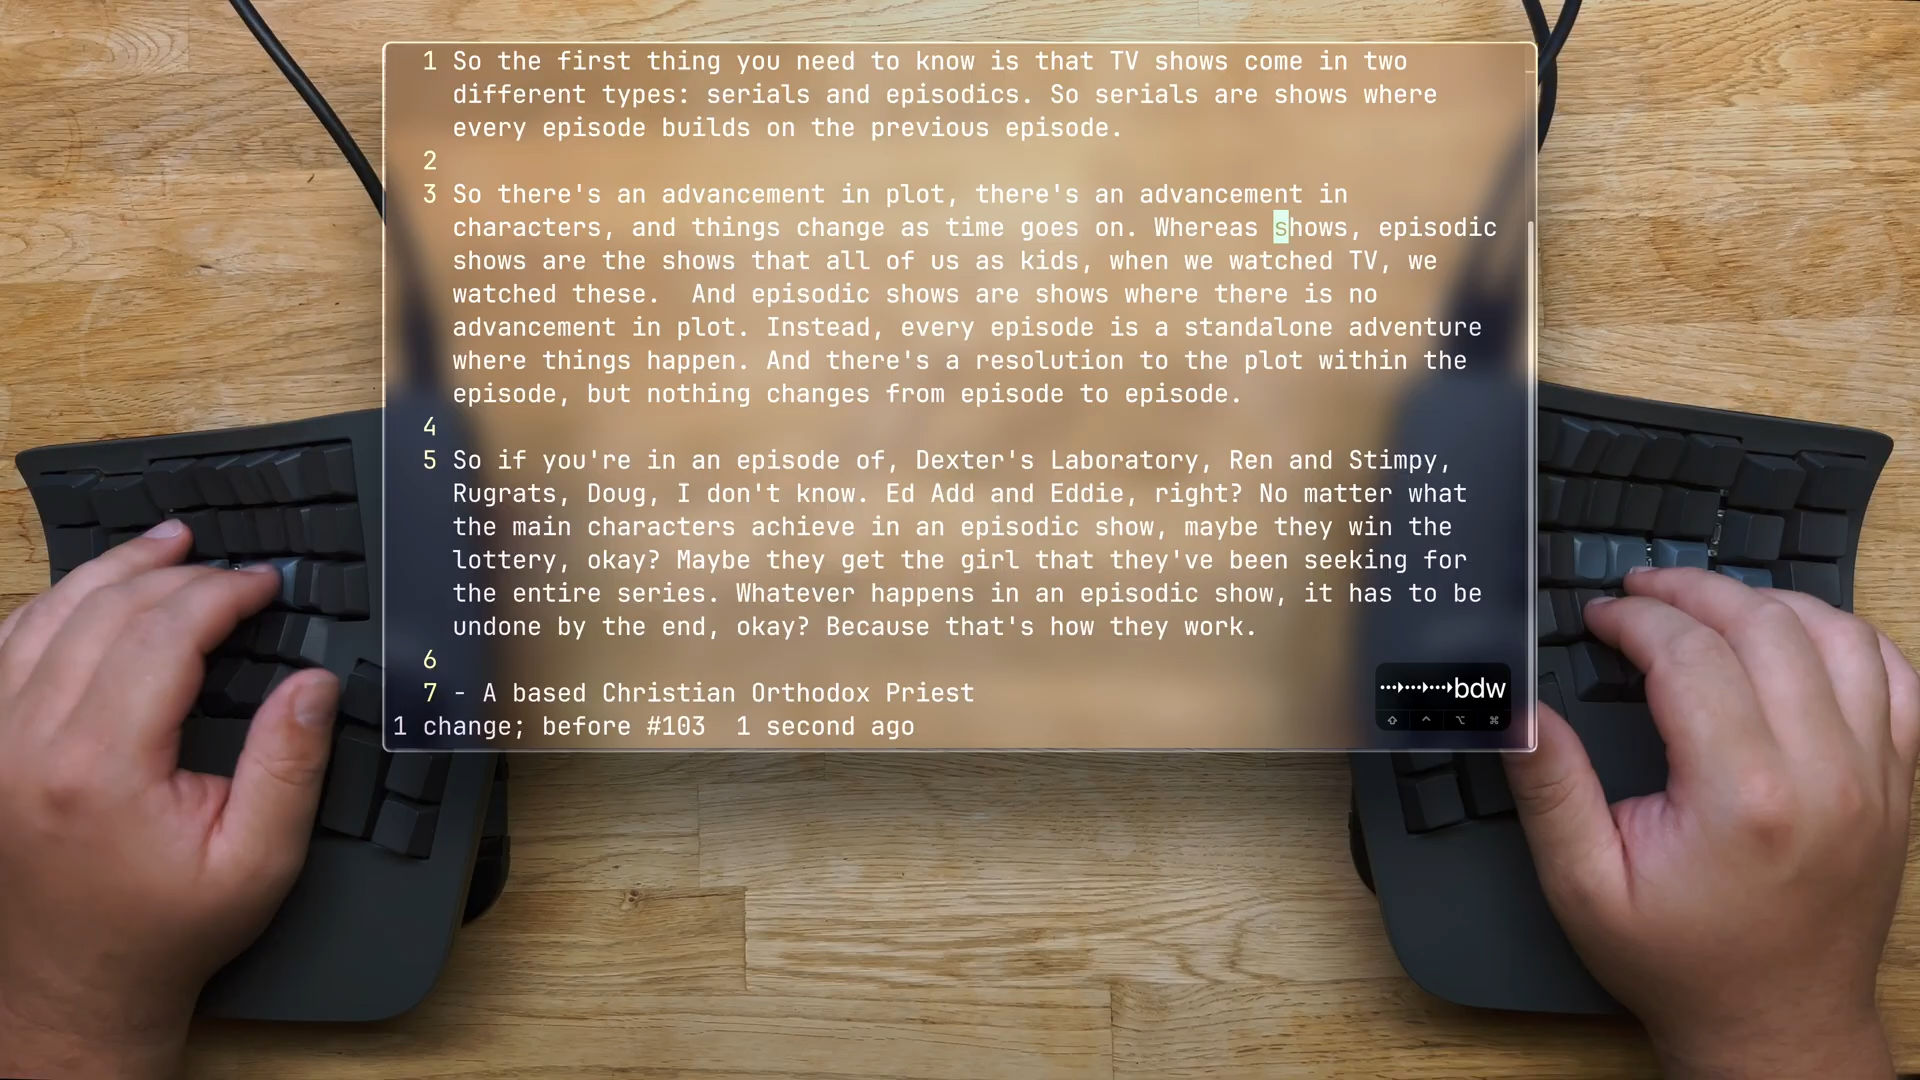 1 So the first thing you need to know is that TV shows come in two
different types: serials and episodics. So serials are shows where
every episode builds on the previous episode.
2
3 So there's an advancement in plot, there's an advancement in
characters, and things change as time goes on. Whereas shows, episodic
shows are the shows that all of us as kids, when we watched TV, we
watched these.  And episodic shows are shows where there is no
advancement in plot. Instead, every episode is a standalone adventure
where things happen. And there's a resolution to the plot within the
episode, but nothing changes from episode to episode.
4
5 So if you're in an episode of, Dexter's Laboratory, Ren and Stimpy,
Rugrats, Doug, I don't know. Ed Add and Eddie, right? No matter what
the main characters achieve in an episodic show, maybe they win the
lottery, okay? Maybe they get the girl that they've been seeking for
the entire series. Whatever happens in an episodic show, it has to be
undone by the end, okay? Because that's how they work.
6
7 - A based Christian Orthodox Priest
1 change; before #103  1 second ago
bdw